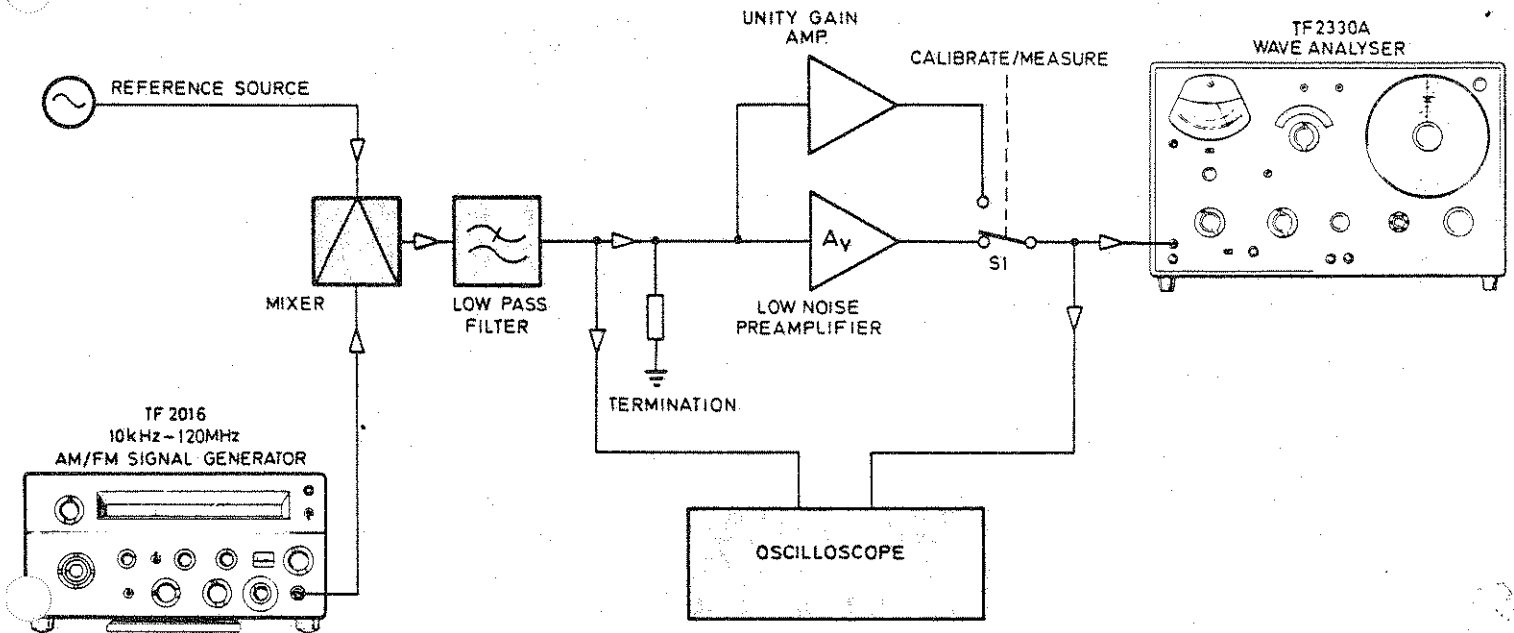 UNITY GAIN
AMP.
CALIBRATE/MEASURE
TF2330A
WAVE ANALYSER
REFERENCE SOURCE
MIXER
LOW PASS
FILTER
Av
S1
LOW NOISE
PREAMPLIFIER
TERMINATION
TF 2016
10kHz-120MHz
AM/FM SIGNAL GENERATOR
OSCILLOSCOPE